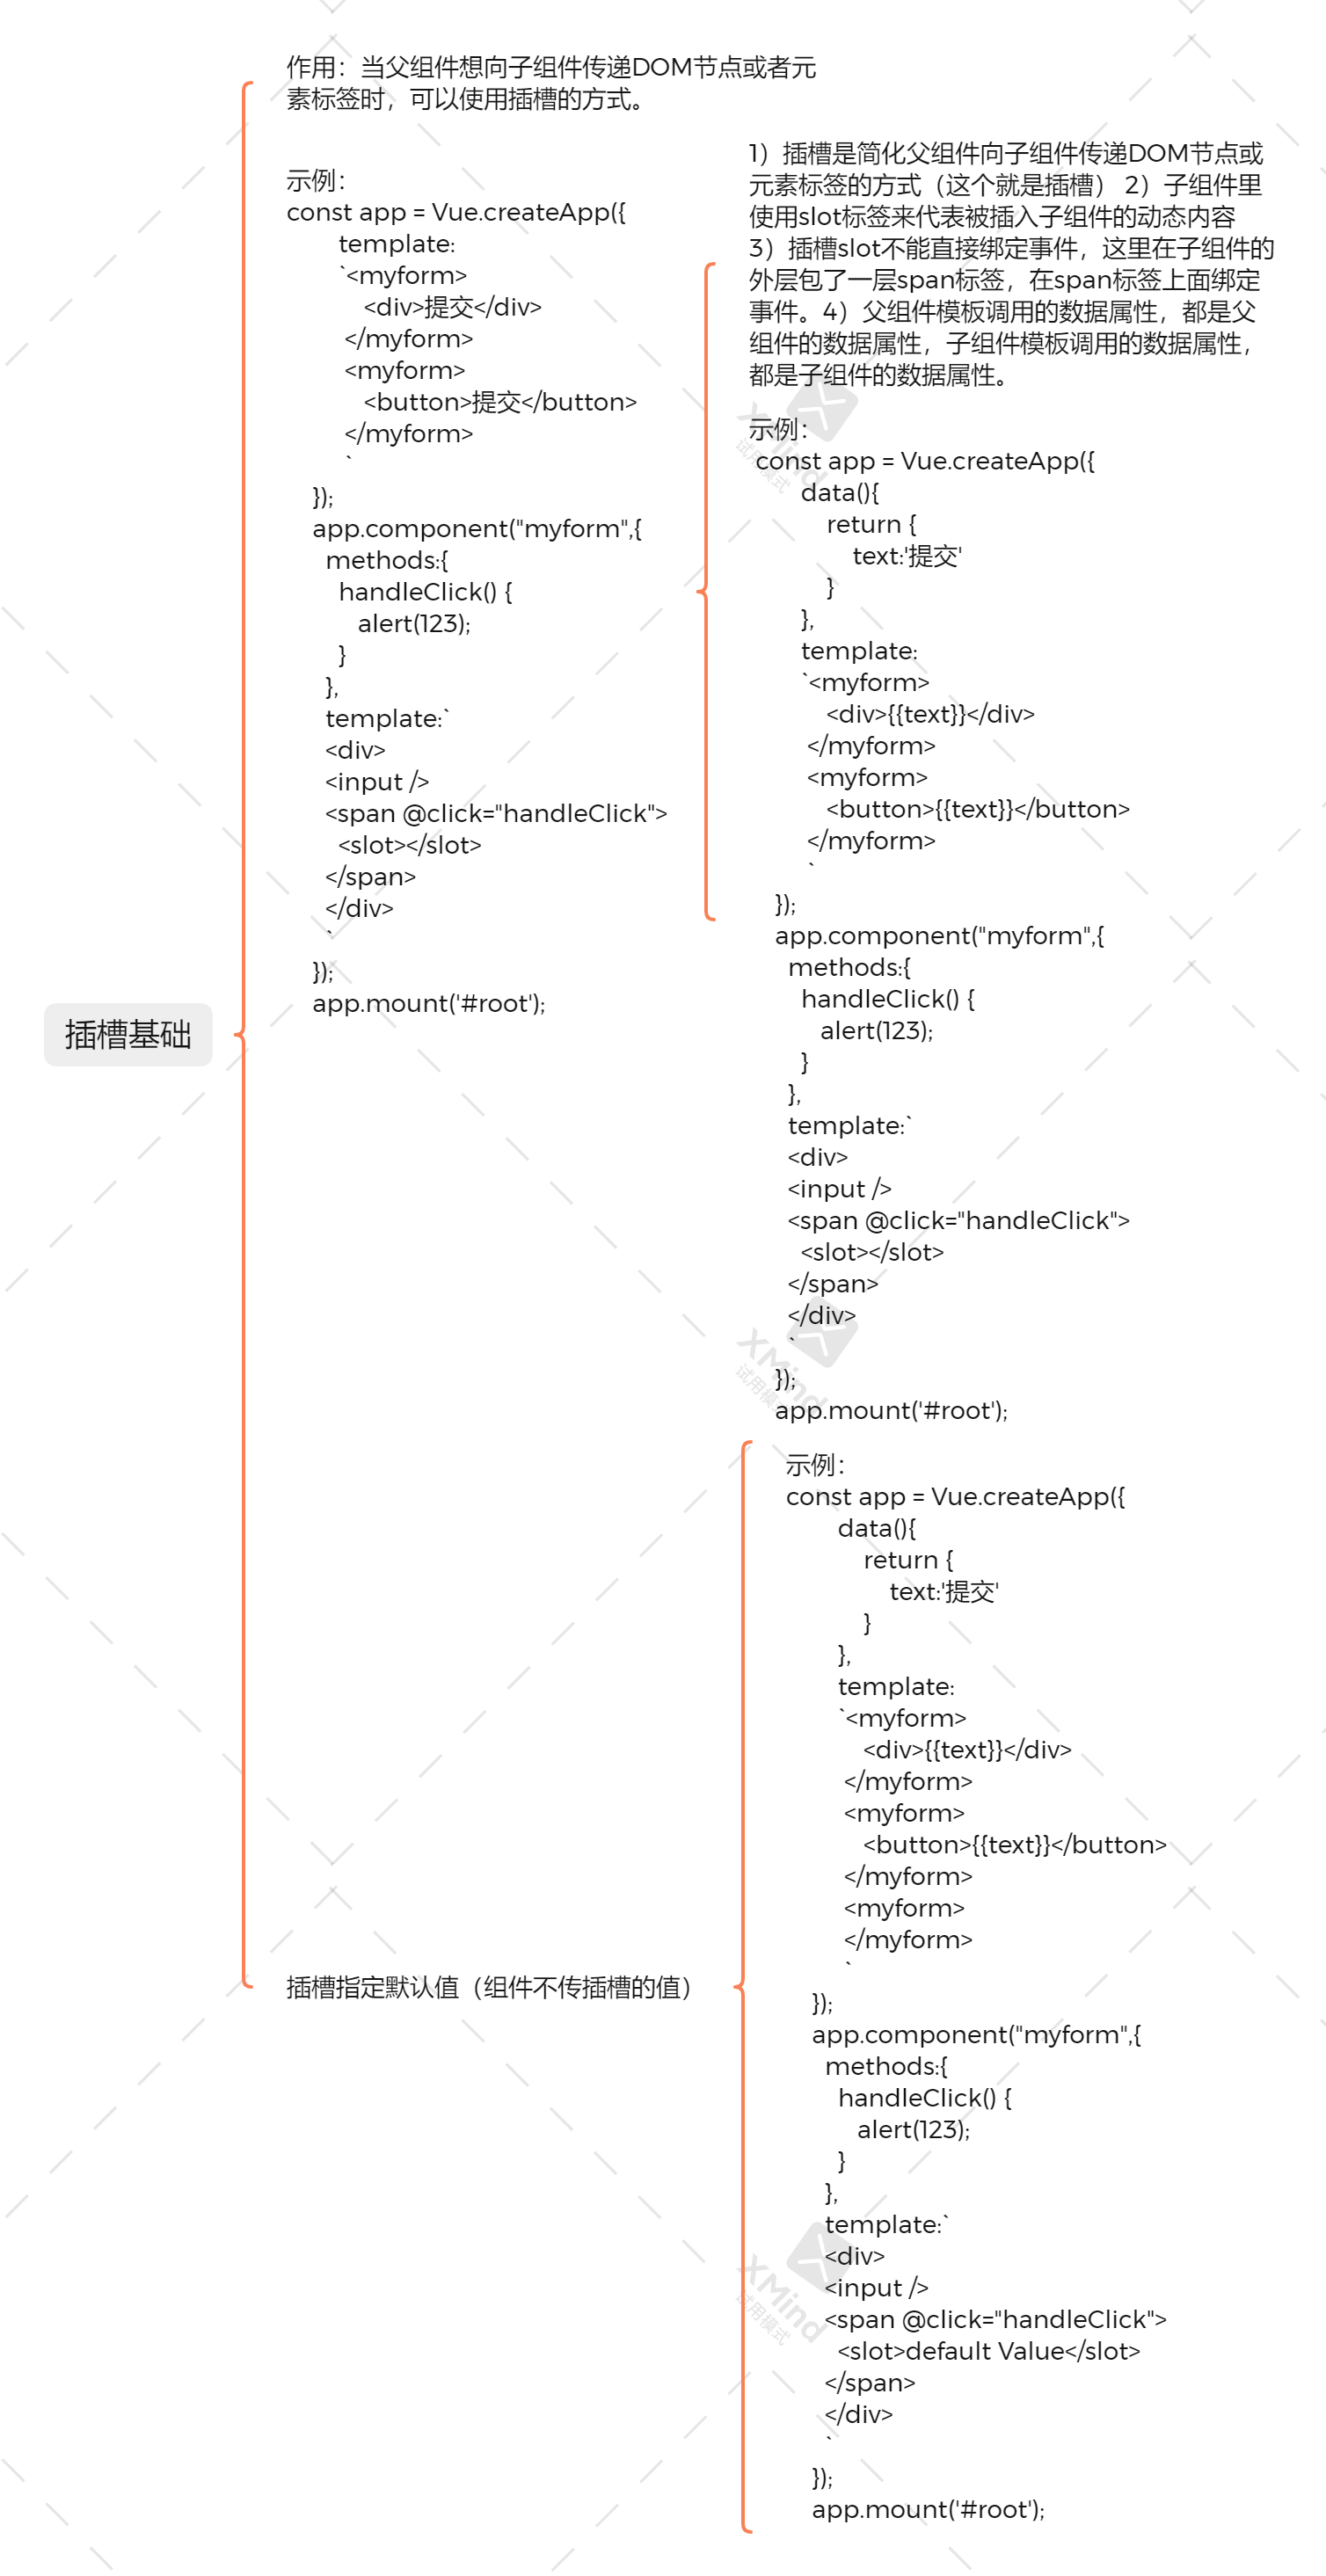 插槽基础
作用：当父组件想向子组件传递DOM节点或者元
素标签时，可以使用插槽的方式。
示例：
const app = Vue.createApp({
template:
`<myform>
<div>提交</div>
</myform>
<myform>
<button>提交</button>
</myform>
`
});
app.component("myform",{
methods:{
handleClick() {
alert(123);
}
},
template:`
<div>
<input />
<span @click="handleClick">
<slot></slot>
</span>
</div>
`
});
app.mount('#root');
1）插槽是简化父组件向子组件传递DOM节点或
元素标签的方式（这个就是插槽） 2）子组件里
使用slot标签来代表被插入子组件的动态内容
3）插槽slot不能直接绑定事件，这里在子组件的
外层包了一层span标签，在span标签上面绑定
事件。4）父组件模板调用的数据属性，都是父
组件的数据属性，子组件模板调用的数据属性，
都是子组件的数据属性。
示例：
const app = Vue.createApp({
data(){
return {
text:'提交'
}
},
template:
`<myform>
<div>{{text}}</div>
</myform>
<myform>
<button>{{text}}</button>
</myform>
`
});
app.component("myform",{
methods:{
handleClick() {
alert(123);
}
},
template:`
<div>
<input />
<span @click="handleClick">
<slot></slot>
</span>
</div>
`
});
app.mount('#root');
插槽指定默认值（组件不传插槽的值）
示例：
const app = Vue.createApp({
data(){
return {
text:'提交'
}
},
template:
`<myform>
<div>{{text}}</div>
</myform>
<myform>
<button>{{text}}</button>
</myform>
<myform>
</myform>
`
});
app.component("myform",{
methods:{
handleClick() {
alert(123);
}
},
template:`
<div>
<input />
<span @click="handleClick">
<slot>default Value</slot>
</span>
</div>
`
});
app.mount('#root');
XMind
试用模式
XMind
试用模式
XMind
试用模式